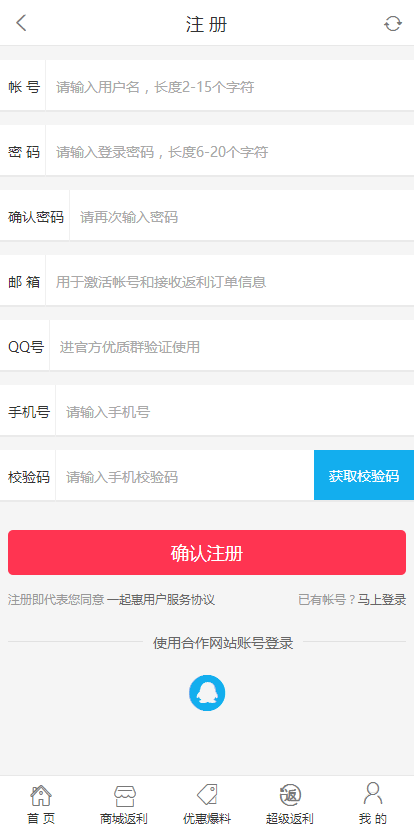 注 册
帐 号 请输入用户名，长度2-15个字符
密 码 请输入登录密码，长度6-20个字符
确认密码 请再次输入密码
邮 箱 用于激活帐号和接收返利订单信息
QQ号 进官方优质群验证使用
手机号 请输入手机号
校验码 请输入手机校验码 获取校验码
确认注册
注册即代表您同意 一起惠用户服务协议 已有帐号？马上登录
使用合作网站账号登录
返
首 页 商城返利 优惠爆料 超级返利 我 的